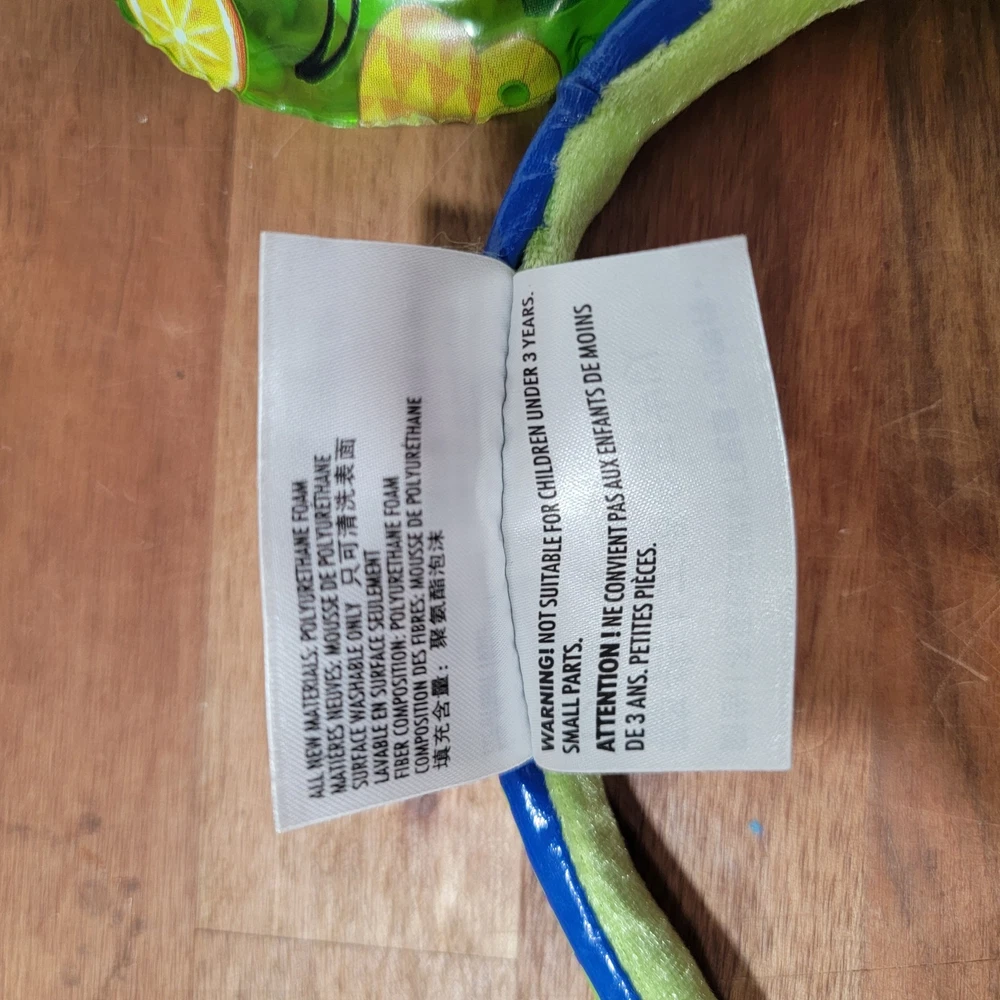 ALL NEW MATERIALS: POLYURETHANE FOAM
MATIÈRES NEUVES: MOUSSE DE POLYURÉTHANE
SURFACE WASHABLE ONLY 只可清洗表面
LAVABLE EN SURFACE SEULEMENT
FIBER COMPOSITION: POLYURETHANE FOAM
COMPOSITION DES FIBRES: MOUSSE DE POLYURÉTHANE
填充含量: 聚氨酯泡沫
WARNING! NOT SUITABLE FOR CHILDREN UNDER 3 YEARS.
SMALL PARTS.
ATTENTION ! NE CONVIENT PAS AUX ENFANTS DE MOINS
DE 3 ANS. PETITES PIÈCES.